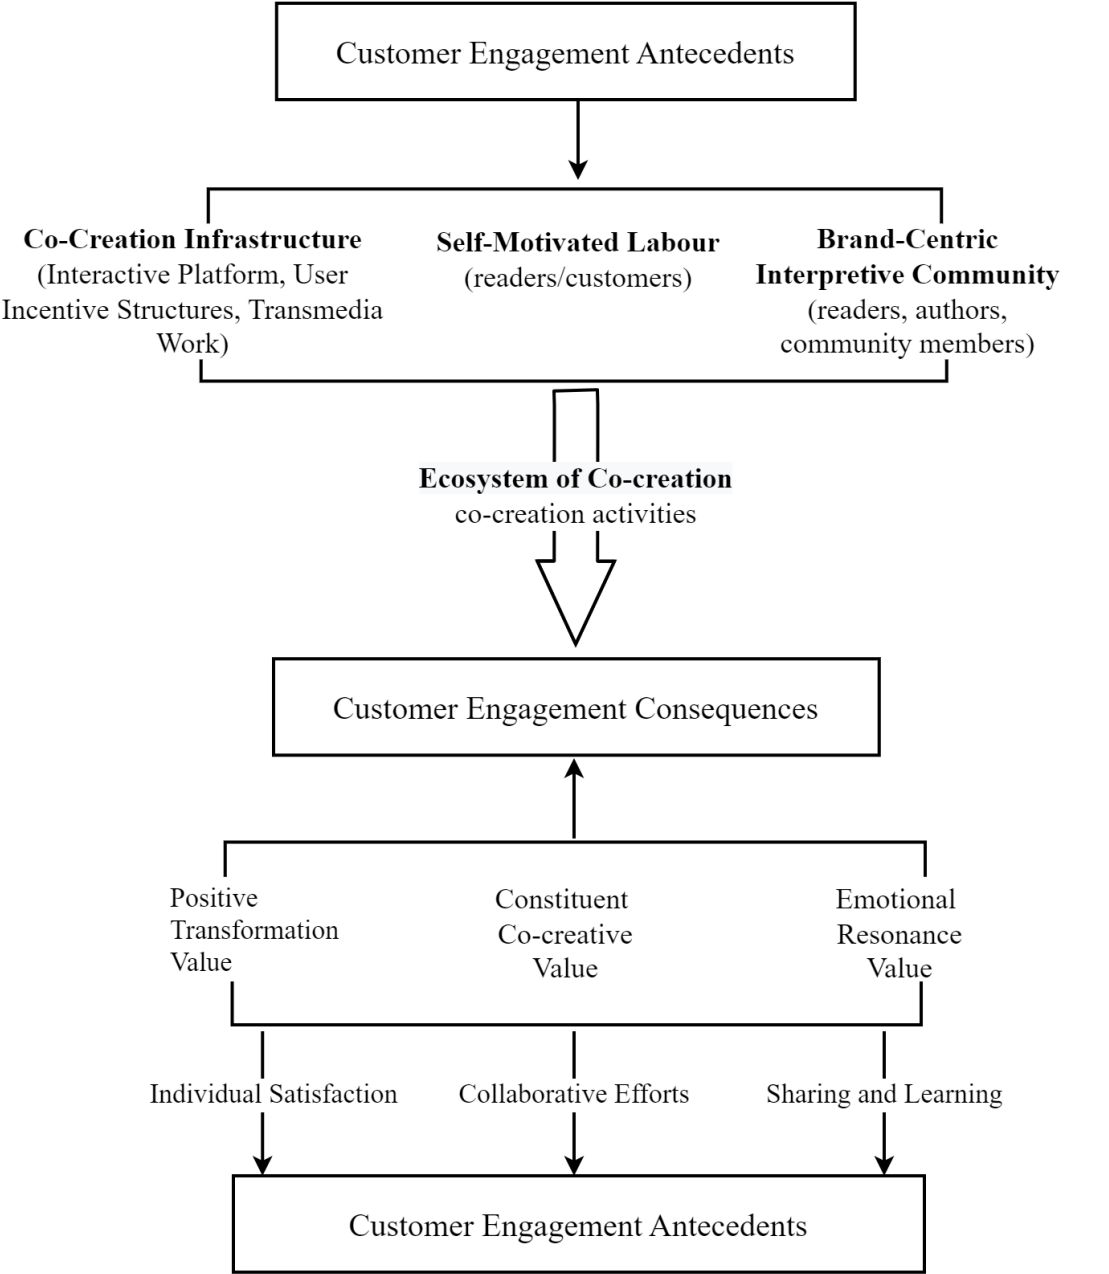 Customer Engagement Antecedents
Co-Creation Infrastructure
(Interactive Platform, User
Incentive Structures, Transmedia
Work)
Self-Motivated Labour
(readers/customers)
Brand-Centric
Interpretive Community
(readers, authors,
community members)
Ecosystem of Co-creation
co-creation activities
Customer Engagement Consequences
Positive
Transformation
Value
Constituent
Co-creative
Value
Emotional
Resonance
Value
Individual Satisfaction
Collaborative Efforts
Sharing and Learning
Customer Engagement Antecedents